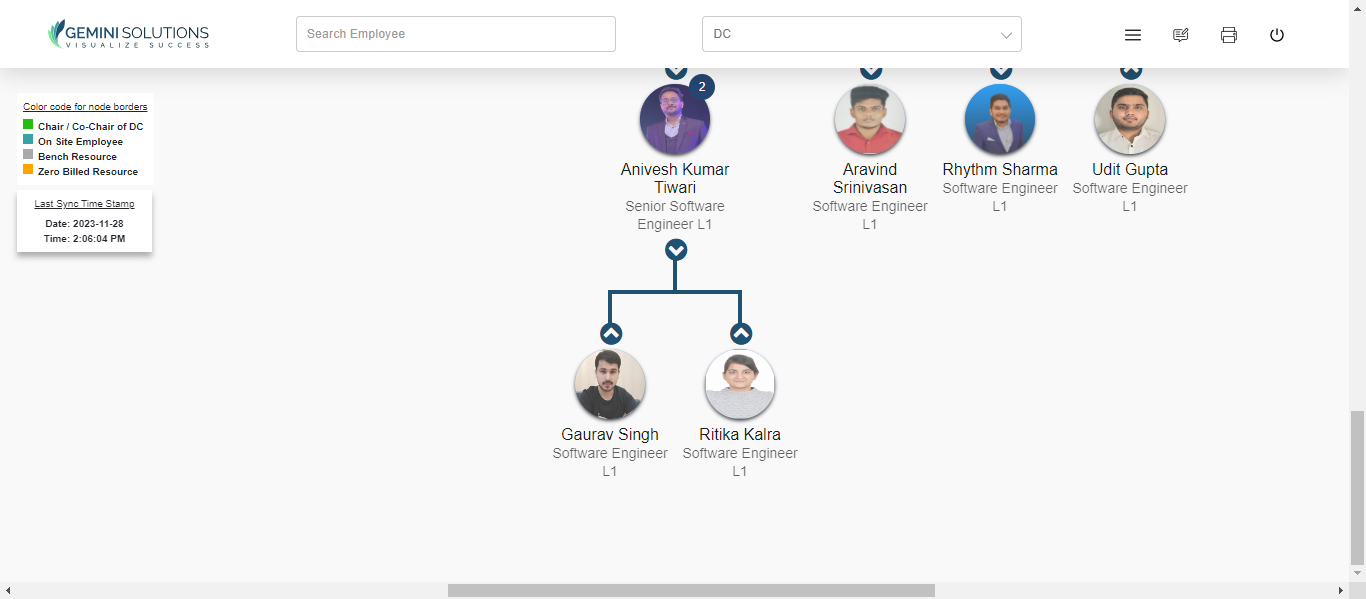 GEMINI SOLUTIONS
VISUALIZE SUCCESS
Search Employee
DC
Color code for node borders
Chair / Co-Chair of DC
On Site Employee
Bench Resource
Zero Billed Resource
Last Sync Time Stamp
Date: 2023-11-28
Time: 2:06:04 PM
2
Anivesh Kumar
Tiwari
Senior Software
Engineer L1
Aravind
Srinivasan
Software Engineer
L1
Rhythm Sharma
Software Engineer
L1
Udit Gupta
Software Engineer
L1
Gaurav Singh
Software Engineer
L1
Ritika Kalra
Software Engineer
L1